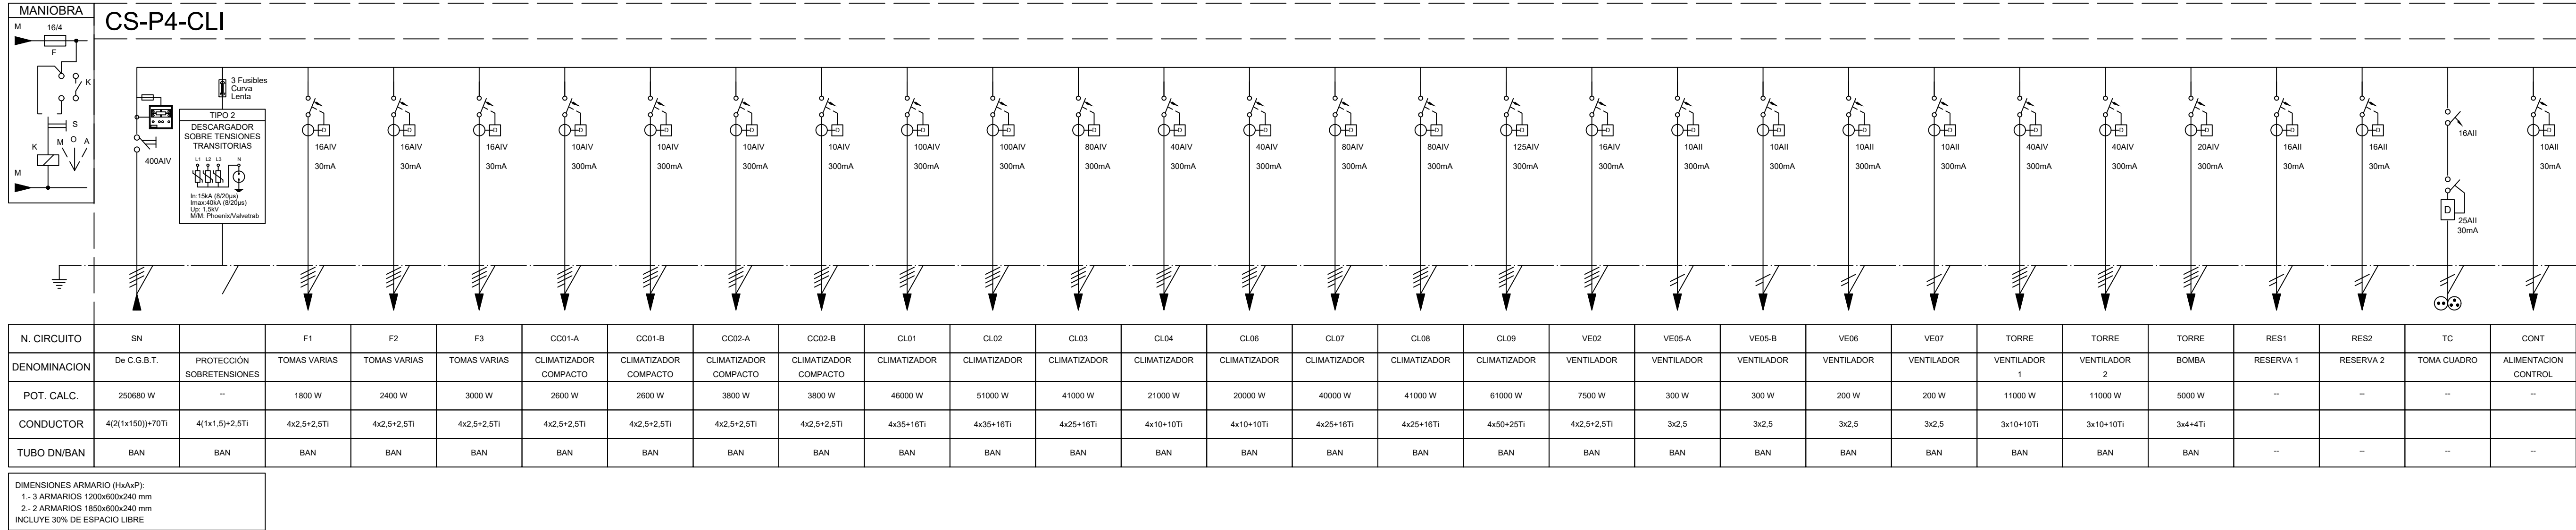 MANIOBRA
CS-P4-CLI
M
16/4
F
K
S
K
M O A
M
400AIV
3 Fusibles
Curva
Lenta
TIPO 2
DESCARGADOR
SOBRE TENSIONES
TRANSITORIAS
L1 L2 L3 N
In:15kA (8/20µs)
Imax:40kA (8/20µs)
Up: 1,5kV
M/M: Phoenix/Valvetrab
D D D D D D D D D D D D D D D D D D D D D D D D D D
16AIV 16AIV 16AIV 10AIV 10AIV 10AIV 10AIV 100AIV 100AIV 80AIV 40AIV 40AIV 80AIV 80AIV 125AIV 16AIV 10AII 10AII 10AII 10AII 40AIV 40AIV 20AIV 16AII 16AII 16AII 10AII
30mA 30mA 30mA 300mA 300mA 300mA 300mA 300mA 300mA 300mA 300mA 300mA 300mA 300mA 300mA 300mA 300mA 300mA 300mA 300mA 300mA 300mA 300mA 30mA 30mA 30mA
D
25AII
30mA
N. CIRCUITO SN F1 F2 F3 CC01-A CC01-B CC02-A CC02-B CL01 CL02 CL03 CL04 CL06 CL07 CL08 CL09 VE02 VE05-A VE05-B VE06 VE07 TORRE TORRE TORRE RES1 RES2 TC CONT
DENOMINACION De C.G.B.T. PROTECCIÓN TOMAS VARIAS TOMAS VARIAS TOMAS VARIAS CLIMATIZADOR CLIMATIZADOR CLIMATIZADOR CLIMATIZADOR CLIMATIZADOR CLIMATIZADOR CLIMATIZADOR CLIMATIZADOR CLIMATIZADOR CLIMATIZADOR CLIMATIZADOR CLIMATIZADOR VENTILADOR VENTILADOR VENTILADOR VENTILADOR VENTILADOR VENTILADOR VENTILADOR BOMBA RESERVA 1 RESERVA 2 TOMA CUADRO ALIMENTACION
SOBRETENSIONES COMPACTO COMPACTO COMPACTO COMPACTO 1 2 CONTROL
POT. CALC. 250680 W -- 1800 W 2400 W 3000 W 2600 W 2600 W 3800 W 3800 W 46000 W 51000 W 41000 W 21000 W 20000 W 40000 W 41000 W 61000 W 7500 W 300 W 300 W 200 W 200 W 11000 W 11000 W 5000 W -- -- -- --
CONDUCTOR 4(2(1x150))+70Ti 4(1x1,5)+2,5Ti 4x2,5+2,5Ti 4x2,5+2,5Ti 4x2,5+2,5Ti 4x2,5+2,5Ti 4x2,5+2,5Ti 4x2,5+2,5Ti 4x2,5+2,5Ti 4x35+16Ti 4x35+16Ti 4x25+16Ti 4x10+10Ti 4x10+10Ti 4x25+16Ti 4x25+16Ti 4x50+25Ti 4x2,5+2,5Ti 3x2,5 3x2,5 3x2,5 3x2,5 3x10+10Ti 3x10+10Ti 3x4+4Ti
TUBO DN/BAN BAN BAN BAN BAN BAN BAN BAN BAN BAN BAN BAN BAN BAN BAN BAN BAN BAN BAN BAN BAN BAN BAN BAN BAN BAN -- -- -- --
DIMENSIONES ARMARIO (HxAxP):
1.- 3 ARMARIOS 1200x600x240 mm
2.- 2 ARMARIOS 1850x600x240 mm
INCLUYE 30% DE ESPACIO LIBRE